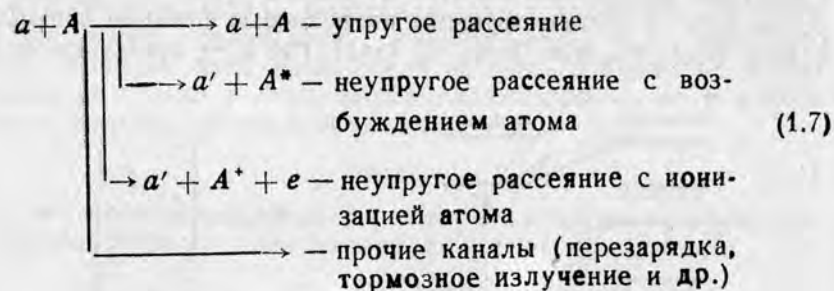 a+A → a+A — упругое рассеяние
→ a′ + A* — неупругое рассеяние с воз-
буждением атома (1.7)
→ a′ + A⁺ + e — неупругое рассеяние с иони-
зацией атома
→ — прочие каналы (перезарядка,
тормозное излучение и др.)